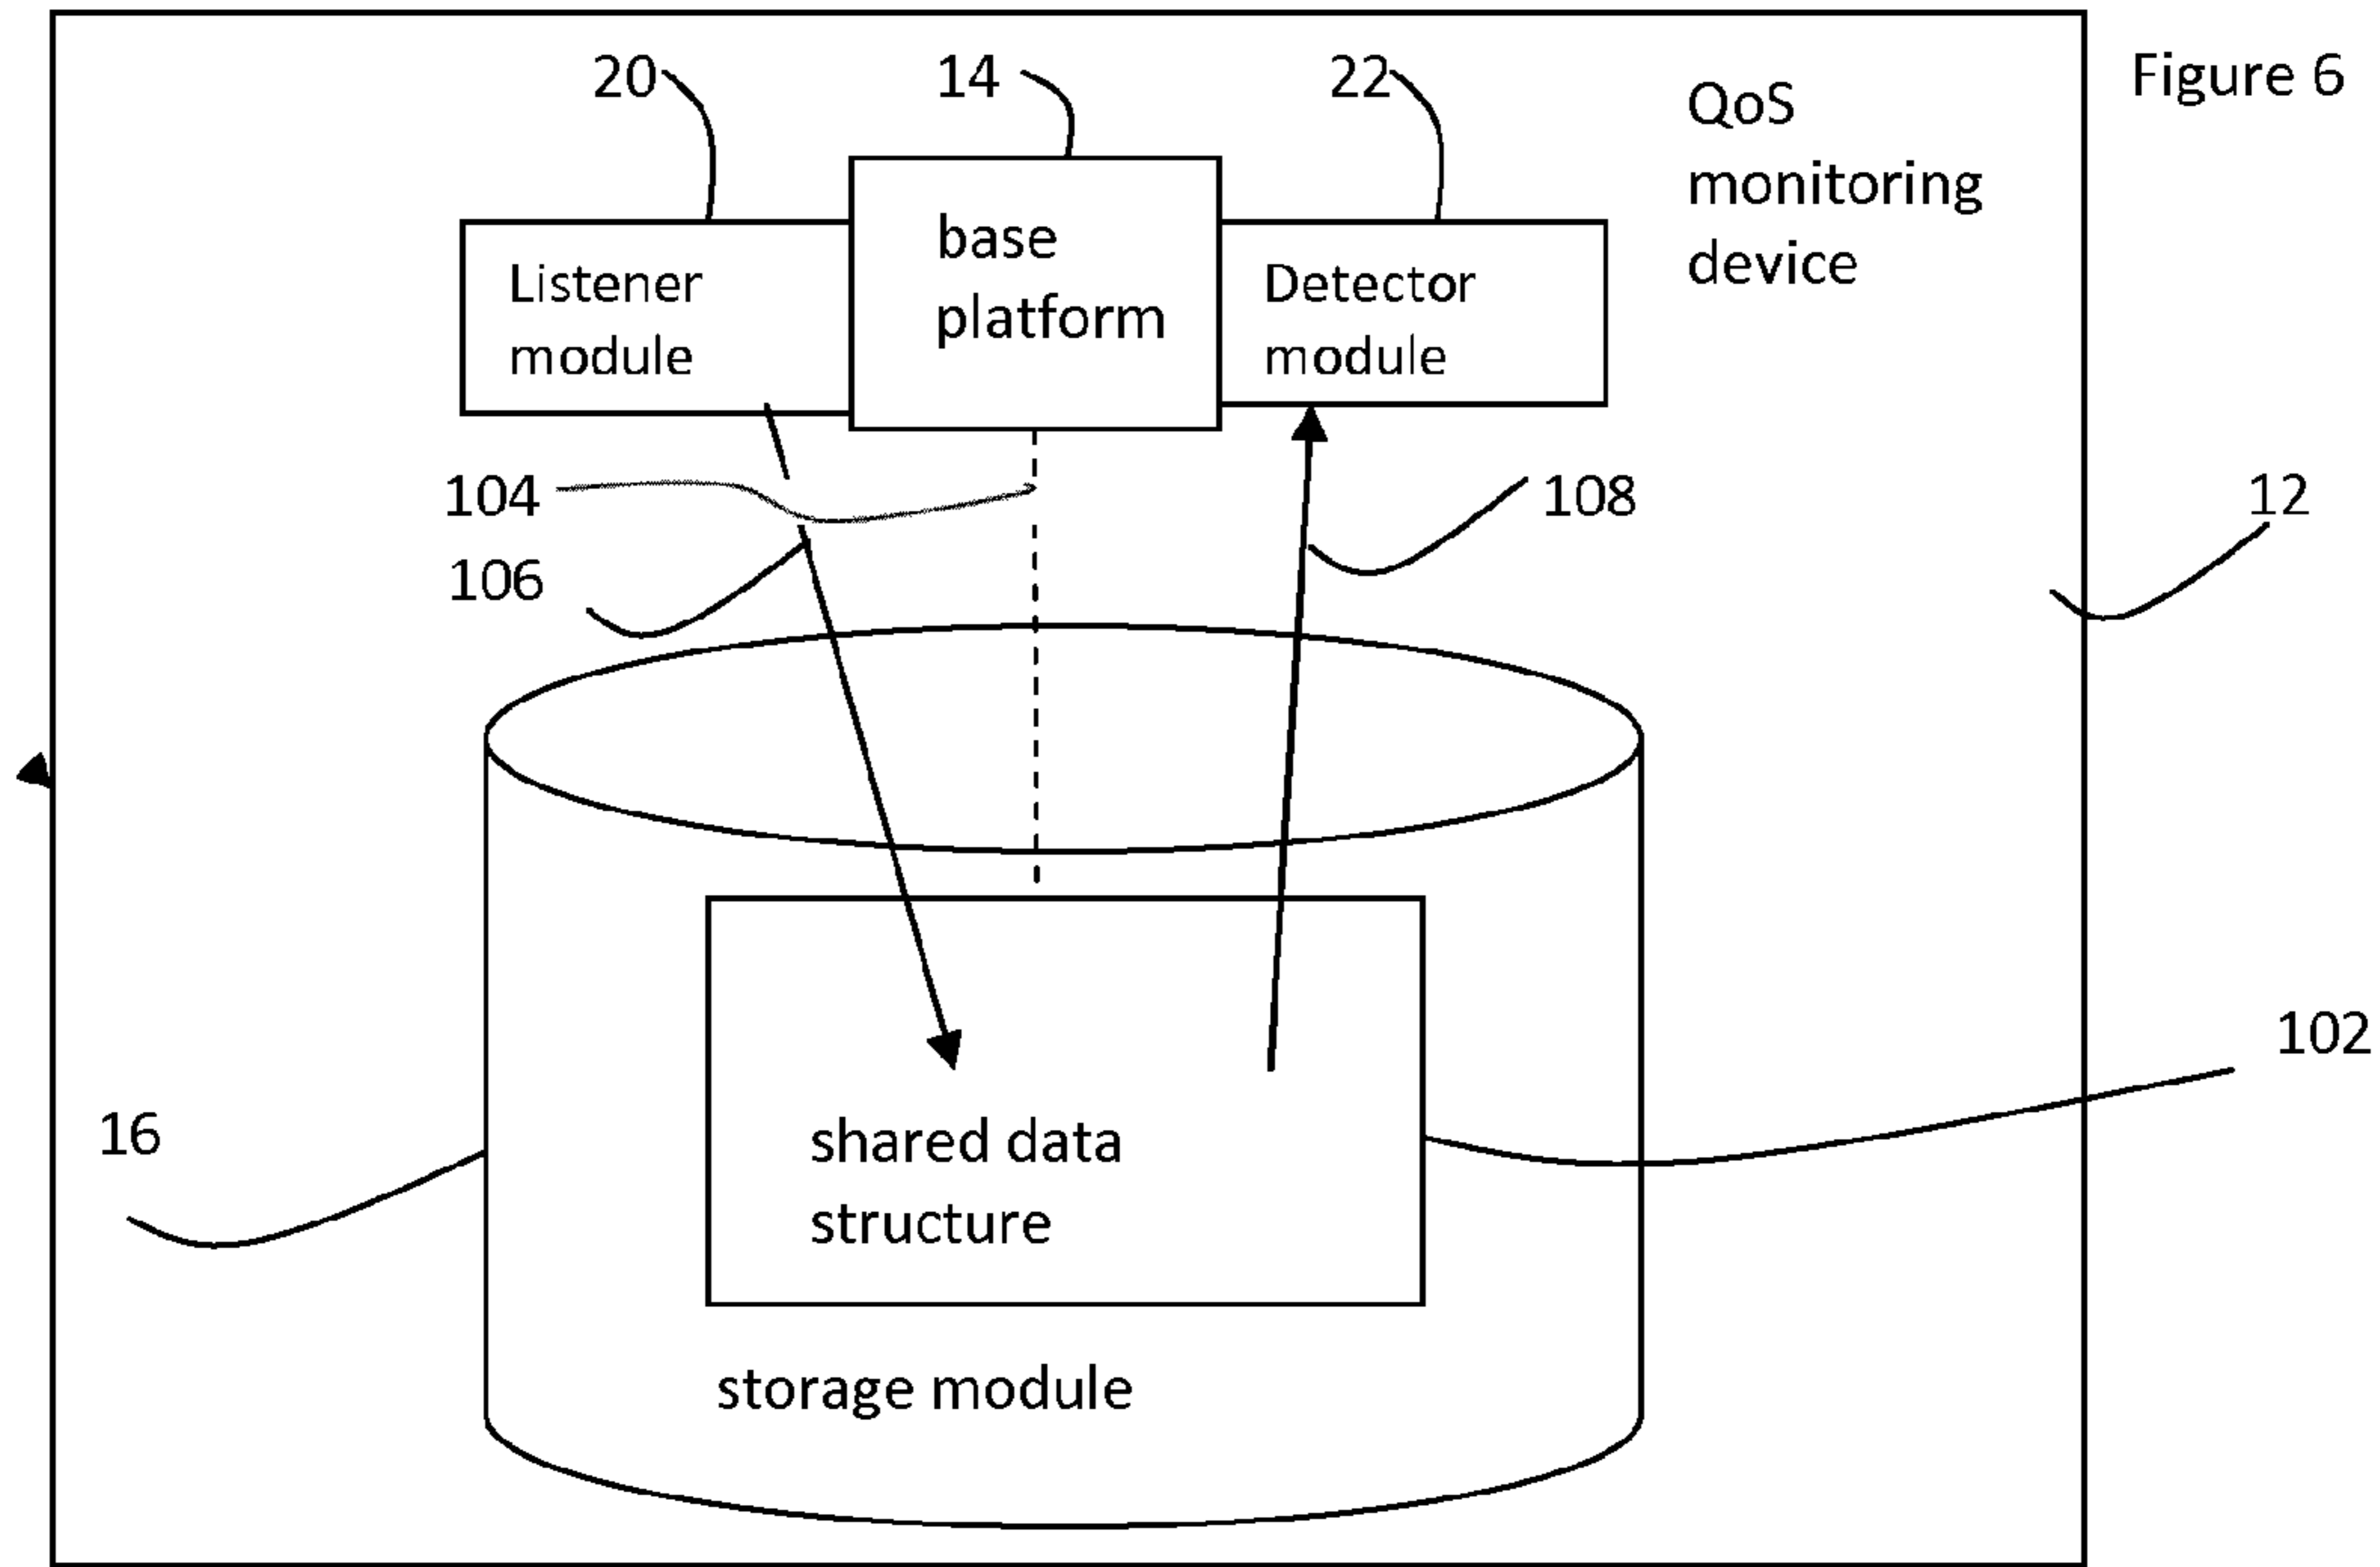 Figure 6
20
14
22
QoS
monitoring
device
base
platform
Listener
module
Detector
module
104
108
12
106
102
16
shared data
structure
storage module